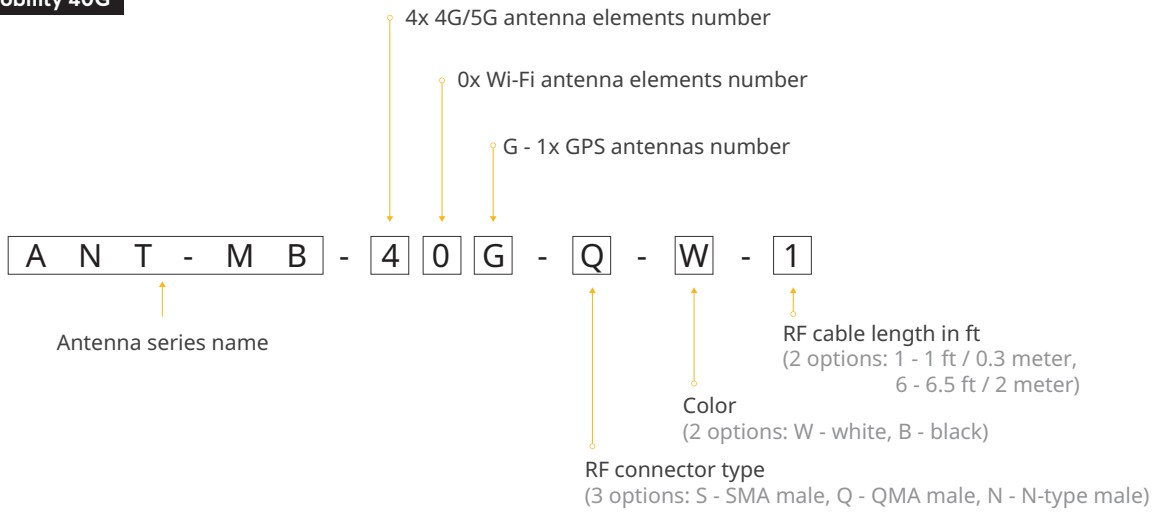 40G
4x 4G/5G antenna elements number
0x Wi-Fi antenna elements number
G - 1x GPS antennas number
ANT-MB - 4 0 G - Q - W - 1
Antenna series name
RF cable length in ft
(2 options: 1 - 1 ft / 0.3 meter,
6 - 6.5 ft / 2 meter)
Color
(2 options: W - white, B - black)
RF connector type
(3 options: S - SMA male, Q - QMA male, N - N-type male)